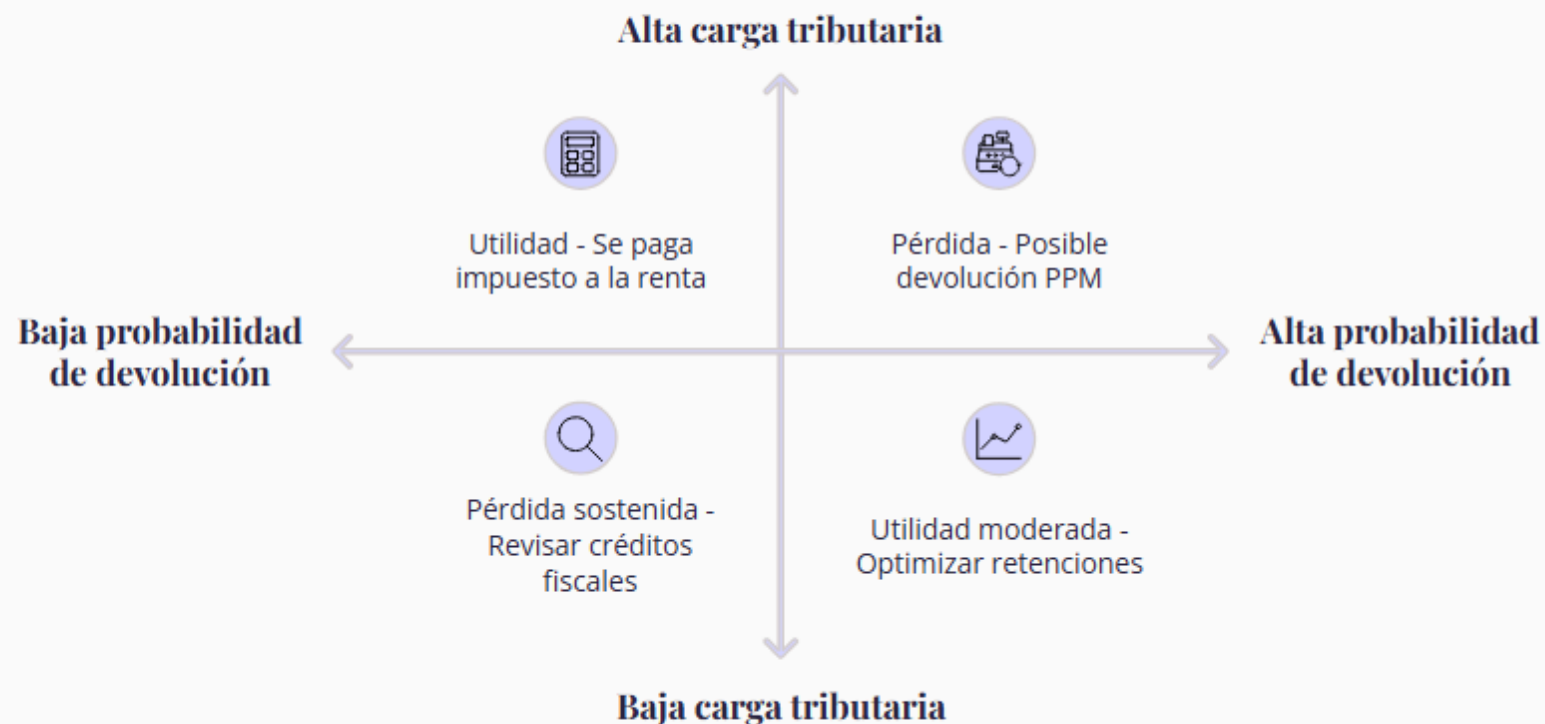 Alta carga tributaria
Utilidad - Se paga
impuesto a la renta
Pérdida - Posible
devolución PPM
Baja probabilidad
de devolución
Alta probabilidad
de devolución
Pérdida sostenida -
Revisar créditos
fiscales
Utilidad moderada -
Optimizar retenciones
Baja carga tributaria